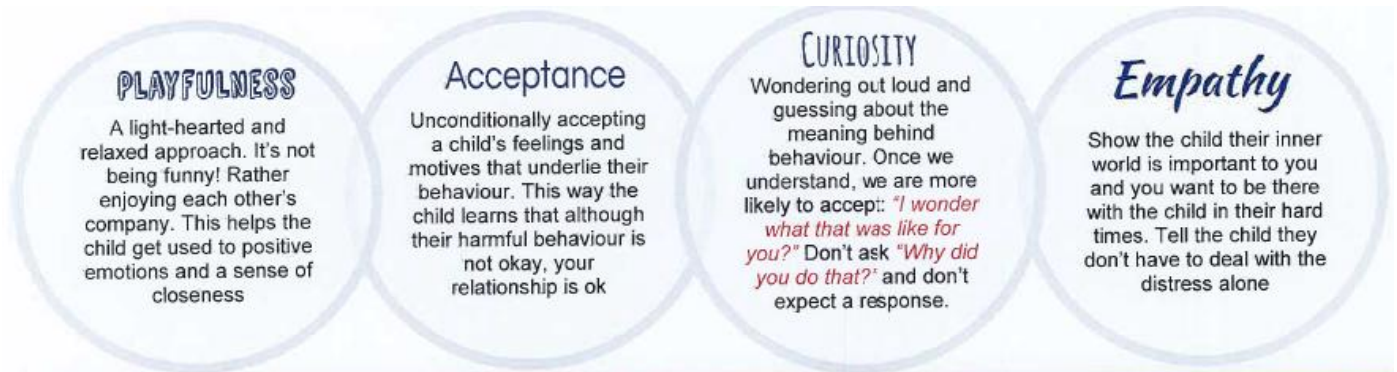 PLAYFULNESS
A light-hearted and
relaxed approach. It's not
being funny! Rather
enjoying each other's
company. This helps the
child get used to positive
emotions and a sense of
closeness
Acceptance
Unconditionally accepting
a child's feelings and
motives that underlie their
behaviour. This way the
child learns that although
their harmful behaviour is
not okay, your
relationship is ok
CURIOSITY
Wondering out loud and
guessing about the
meaning behind
behaviour. Once we
understand, we are more
likely to accept: "I wonder
what that was like for
you?" Don't ask "Why did
you do that?' and don't
expect a response.
Empathy
Show the child their inner
world is important to you
and you want to be there
with the child in their hard
times. Tell the child they
don't have to deal with the
distress alone